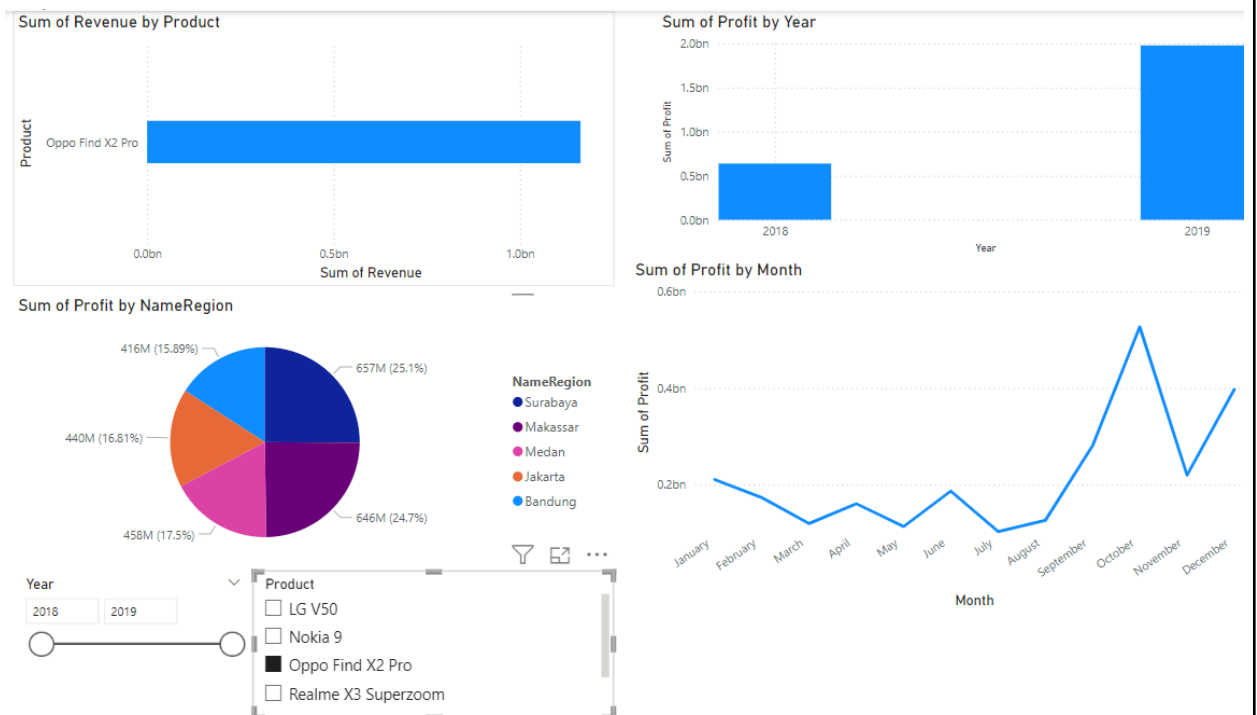 Sum of Revenue by Product
Product
Oppo Find X2 Pro
0.0bn
0.5bn
1.0bn
Sum of Revenue
Sum of Profit by Year
Sum of Profit
2.0bn
1.5bn
1.0bn
0.5bn
0.0bn
2018
2019
Year
Sum of Profit by NameRegion
416M (15.89%)
657M (25.1%)
440M (16.81%)
646M (24.7%)
458M (17.5%)
NameRegion
Surabaya
Makassar
Medan
Jakarta
Bandung
Sum of Profit by Month
Sum of Profit
0.6bn
0.4bn
0.2bn
January
February
March
April
May
June
July
August
September
October
November
December
Month
Year
2018
2019
Product
LG V50
Nokia 9
Oppo Find X2 Pro
Realme X3 Superzoom